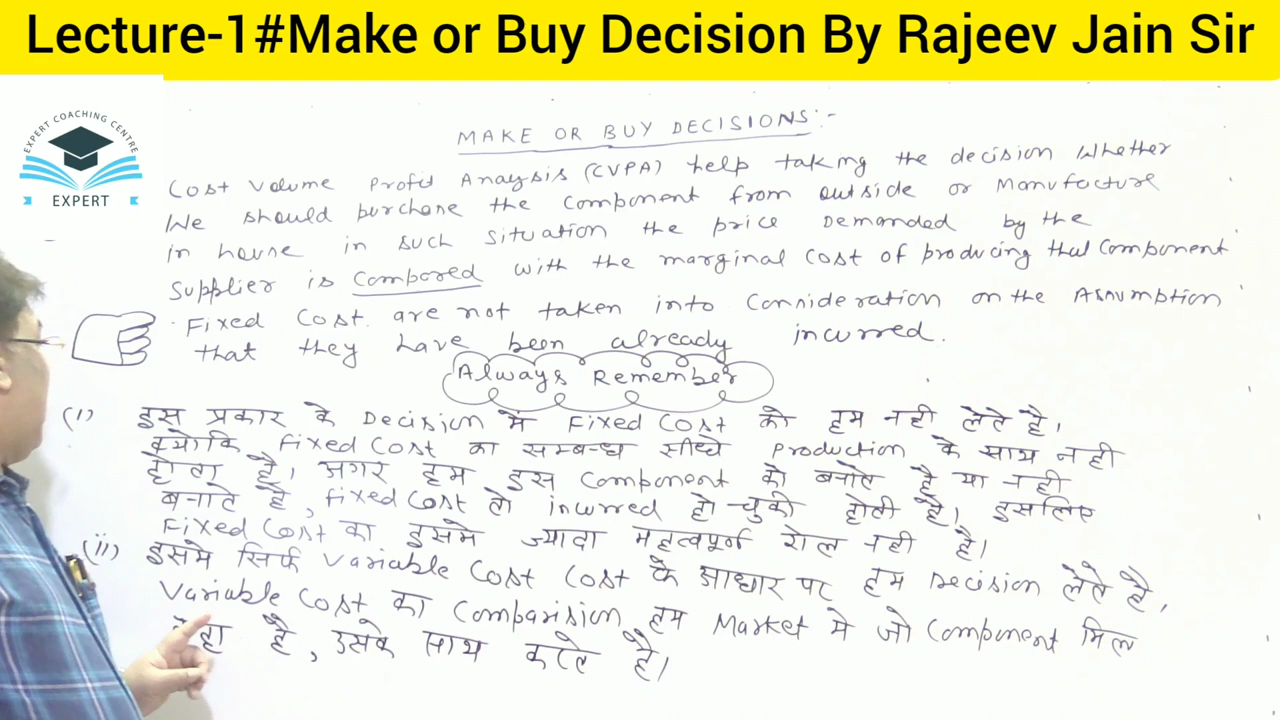 Lecture-1#Make or Buy Decision By Rajeev Jain Sir
EXPERT COACHING CENTRE
EXPERT
MAKE OR BUY DECISIONS:-
Cost Volume Profit Anaysis (CVPA) help taking the decision Whether
We should purchase the component from outside or Manufacture
in house in such situation the price Demanded by the
Supplier is compared with the marginal cost of producing that component
Fixed Cost are not taken into Consideration on the Assumption
that they have been already incurred.
Always Remember
(i) इस प्रकार के Decision में Fixed Cost को हम नही लेते है,
क्योकि Fixed Cost का सम्बन्ध सीधे Production के साथ नही
होता है। अगर हम इस Component को बनाते है या नही
बनाते है, Fixed Cost तो incurred हो चुकी होती है। इसलिए
Fixed Cost का इसमे ज्यादा महत्वपूर्ण रोल नही है।
(ii) इसमे सिर्फ Variable Cost Cost के आधार पर हम Decision लेते है,
Variable Cost का Comparision हम Market मे जो Component मिल
रहा है, उसके साथ करते है।